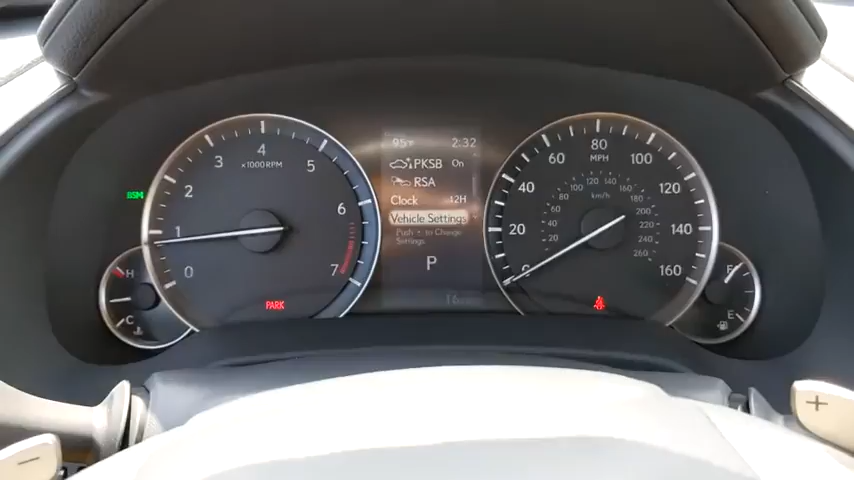 BSM
0
1
2
3
4
5
6
7
x1000RPM
PARK
H
C
95°F 2:32
PKSB On
RSA
Clock 12H
Vehicle Settings
Push to Change
Settings
P
0
20
40
60
80
100
120
140
160
MPH
20
40
60
80
100
120
140
160
180
200
220
240
260
km/h
F
E
+
-